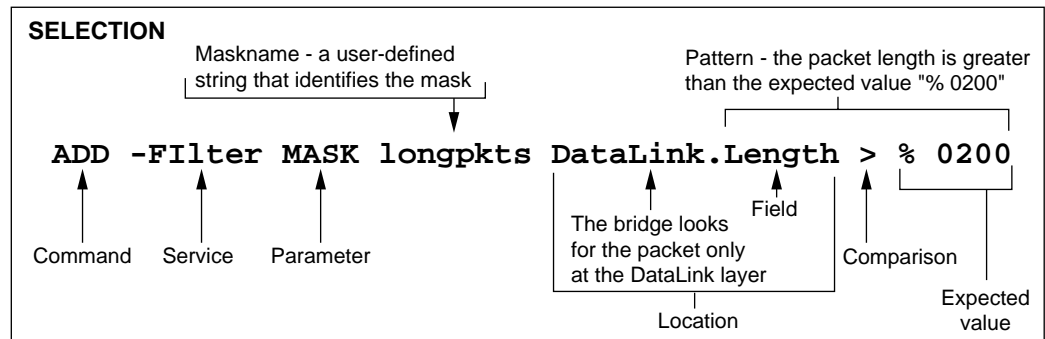 SELECTION
Maskname - a user-defined
string that identifies the mask
Pattern - the packet length is greater
than the expected value "% 0200"
ADD -FIlter MASK longpkts DataLink.Length > % 0200
Command
Service
Parameter
The bridge looks
for the packet only
at the DataLink layer
Field
Comparison
Location
Expected
value